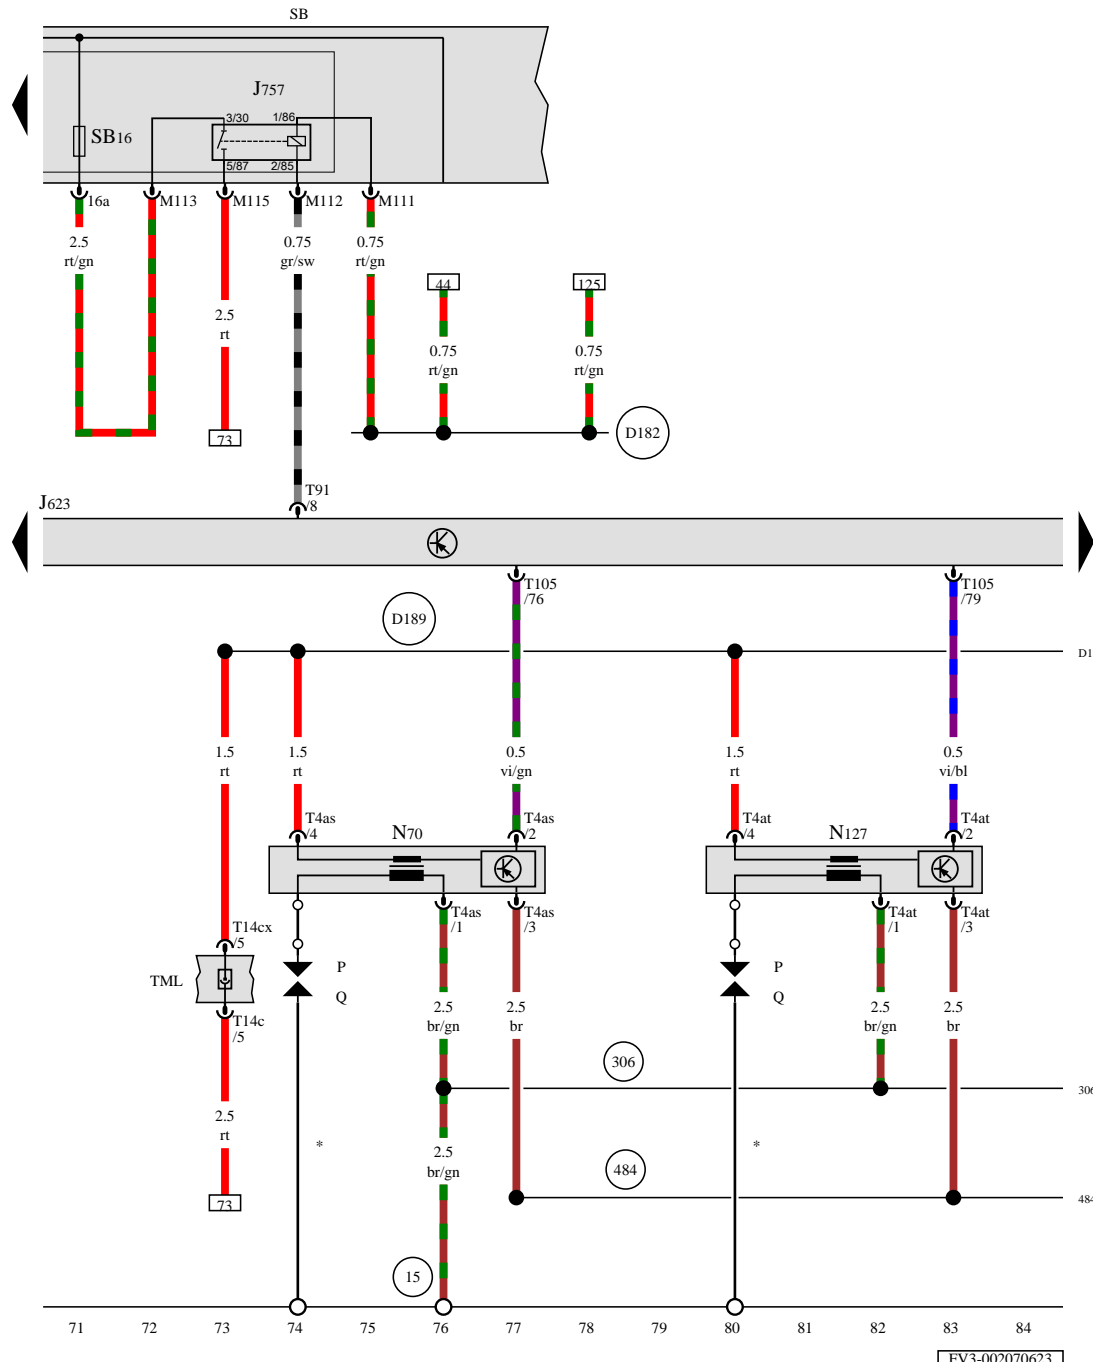 SB
J757
3/30 1/86
SB16
5/87 2/85
16a M113 M115 M112 M111
2.5 0.75 0.75
rt/gn gr/sw rt/gn
44 125
2.5
rt
0.75 0.75
rt/gn rt/gn
73
D182
T91
/8
J623
T105 T105
/76 /79
D189
D1
1.5 1.5 0.5 1.5 0.5
rt rt vi/gn rt vi/bl
T4as N70 T4as T4at N127 T4at
/4 /2 /4 /2
T4as T4as T4at T4at
/1 /3 /1 /3
T14cx
/5
TML
P P
Q Q
T14c
/5
2.5 2.5 2.5 2.5
br/gn br br/gn br
306
306
2.5
rt
* *
2.5
br/gn
484
484
73
15
71 72 73 74 75 76 77 78 79 80 81 82 83 84
FV3-002070623